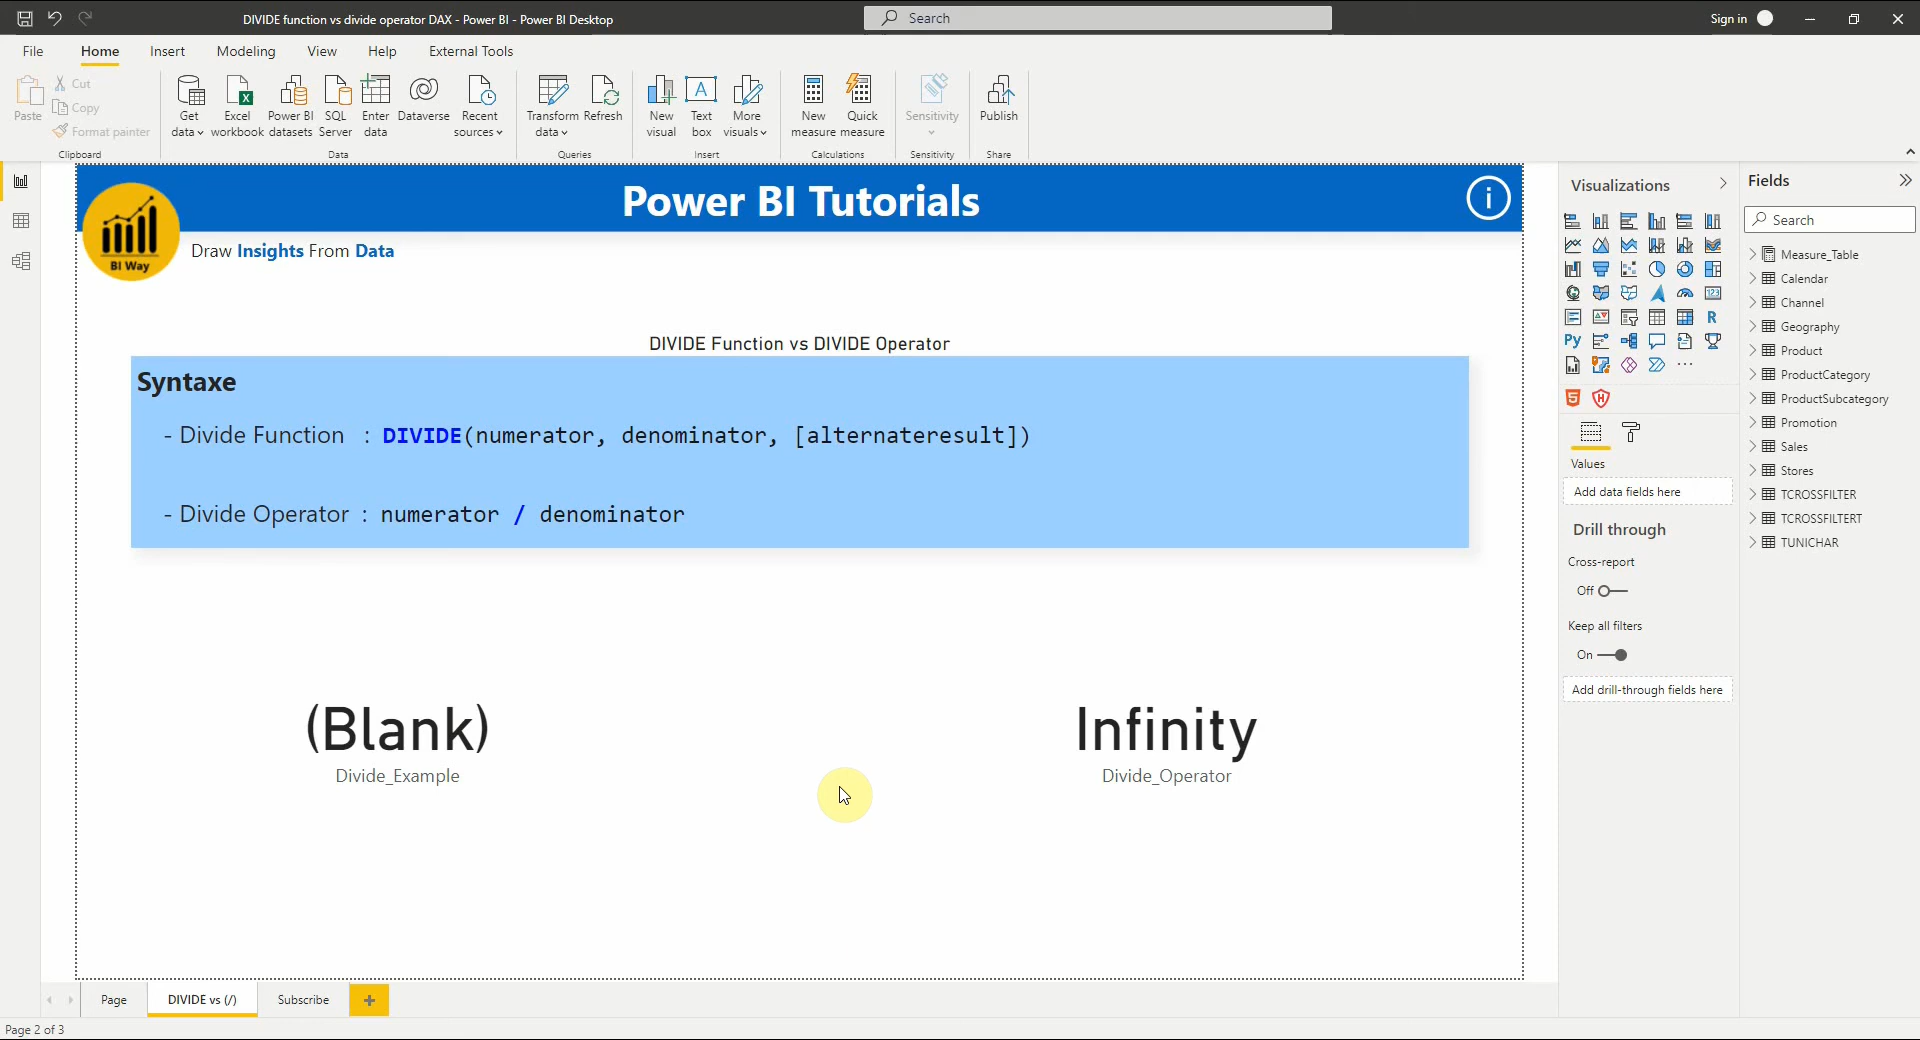 DIVIDE function vs divide operator DAX - Power BI - Power BI Desktop
Search
Sign in
File Home Insert Modeling View Help External Tools
Paste
Cut
Copy
Format painter
Clipboard
Get data
Excel workbook
Power BI datasets
SQL Server
Enter data
Dataverse
Recent sources
Data
Transform data
Refresh
Queries
New visual
Text box
More visuals
Insert
New measure
Quick measure
Calculations
Sensitivity
Sensitivity
Publish
Share
Power BI Tutorials
BI Way
Draw Insights From Data
DIVIDE Function vs DIVIDE Operator
Syntaxe
- Divide Function : DIVIDE(numerator, denominator, [alternateresult])
- Divide Operator : numerator / denominator
(Blank)
Divide_Example
Infinity
Divide_Operator
Visualizations
Py
R
Values
Add data fields here
Drill through
Cross-report
Off
Keep all filters
On
Add drill-through fields here
Fields
Search
Measure_Table
Calendar
Channel
Geography
Product
ProductCategory
ProductSubcategory
Promotion
Sales
Stores
TCROSSFILTER
TCROSSFILTERT
TUNICHAR
Page
DIVIDE vs (/)
Subscribe
Page 2 of 3